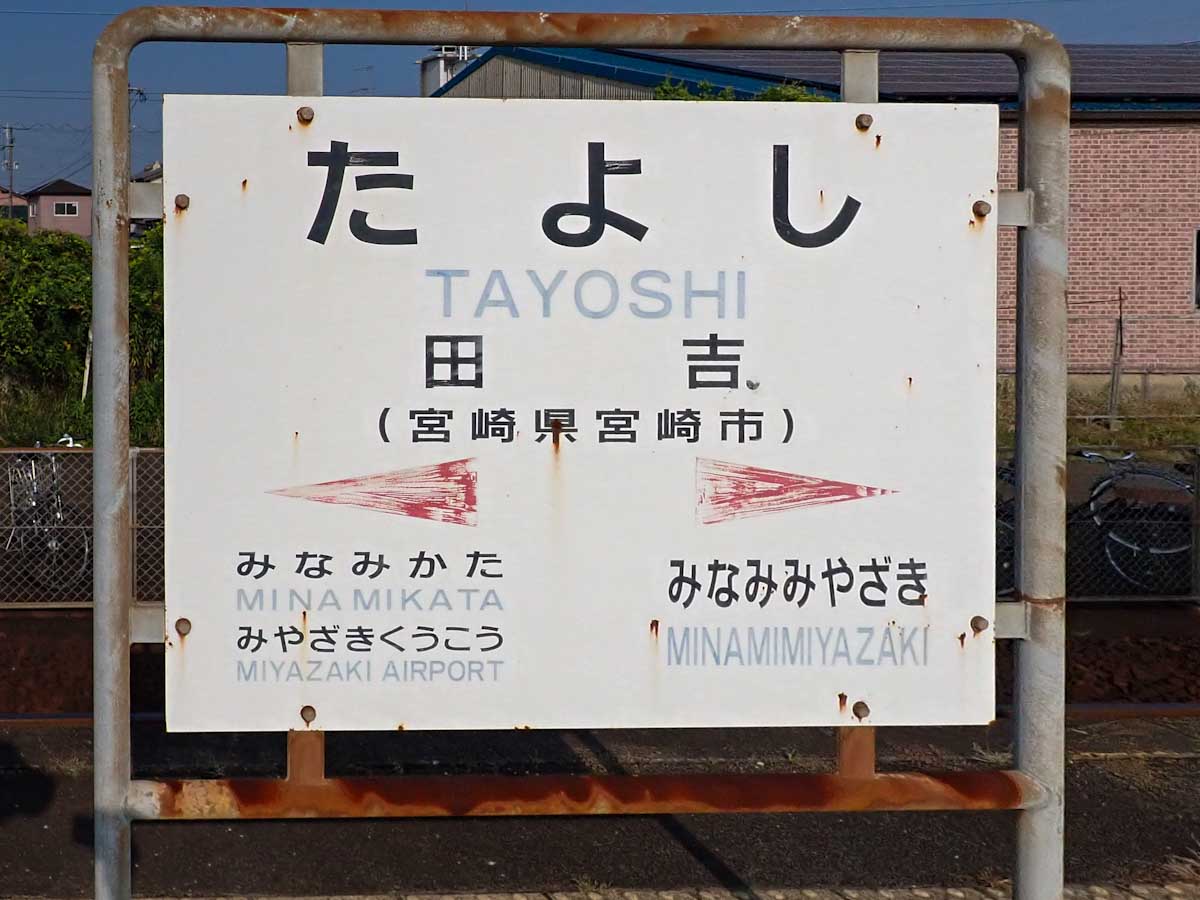 たよし
TAYOSHI
田吉
(宮崎県宮崎市)
みなみかた
MINAMIKATA
みやざきくうこう
MIYAZAKI AIRPORT
みなみみやざき
MINAMIMIYAZAKI